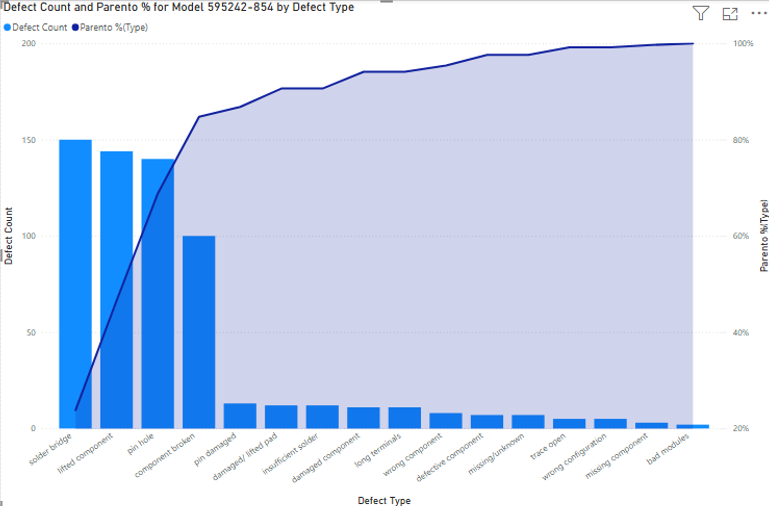 Defect Count and Parento % for Model 595242-854 by Defect Type
Defect Count Parento %(Type)
200
150
100
50
0
Defect Count
100%
80%
60%
40%
20%
Parento %(Type)
solder bridge
lifted component
pin hole
component broken
pin damaged
damaged/ lifted pad
insufficient solder
damaged component
long terminals
wrong component
defective component
missing/unknown
trace open
wrong configuration
missing component
bad modules
Defect Type